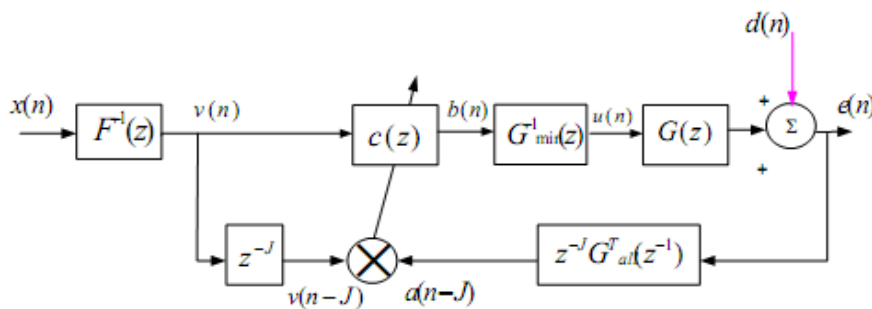 d(n)
x(n) F⁻¹(z) v(n) c(z) b(n) G⁻¹min(z) u(n) G(z) + Σ e(n)
+
z⁻ᴶ z⁻ᴶGᵀall(z⁻¹)
v(n−J) a(n−J)